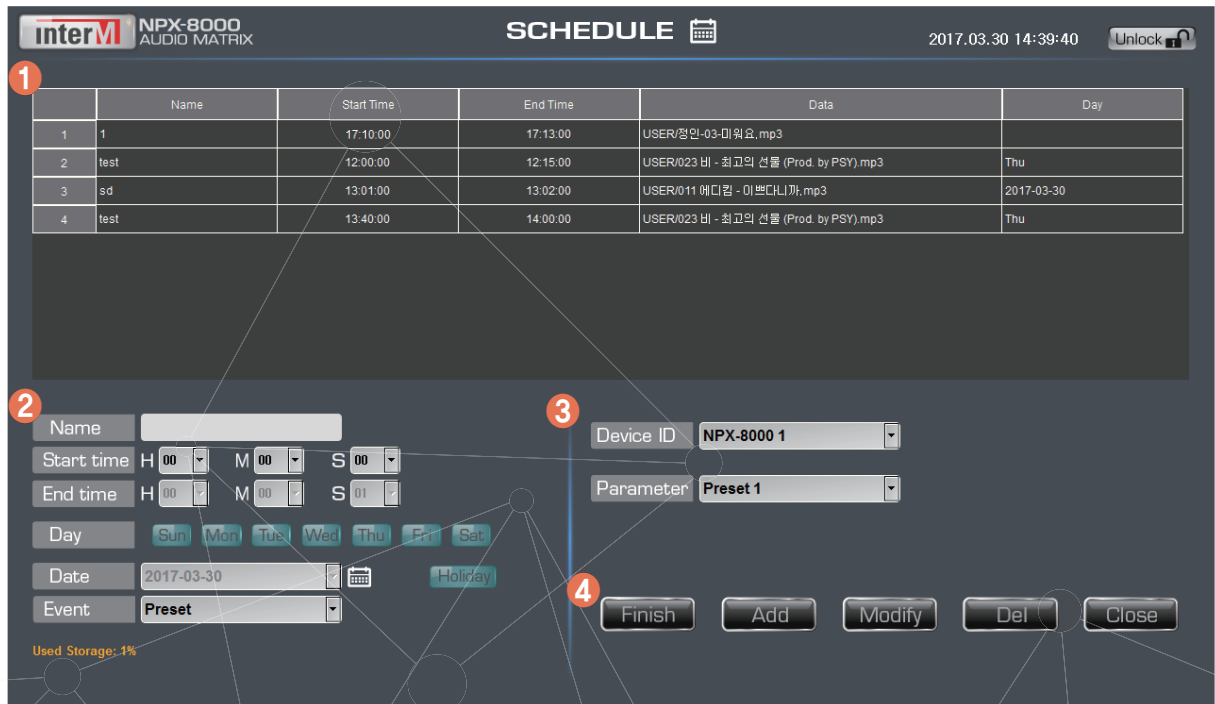 interM NPX-8000 AUDIO MATRIX SCHEDULE 2017.03.30 14:39:40 Unlock
1
Name Start Time End Time Data Day
1 1 17:10:00 17:13:00 USER/정인-03-미워요.mp3
2 test 12:00:00 12:15:00 USER/023 비 - 최고의 선물 (Prod. by PSY).mp3 Thu
3 sd 13:01:00 13:02:00 USER/011 에디킴 - 이쁘다니까.mp3 2017-03-30
4 test 13:40:00 14:00:00 USER/023 비 - 최고의 선물 (Prod. by PSY).mp3 Thu
2
Name
Start time H 00 M 00 S 00
End time H 00 M 00 S 01
Day Sun Mon Tue Wed Thu Fri Sat
Date 2017-03-30 Holiday
Event Preset
Used Storage: 1%
3
Device ID NPX-8000 1
Parameter Preset 1
4
Finish Add Modify Del Close